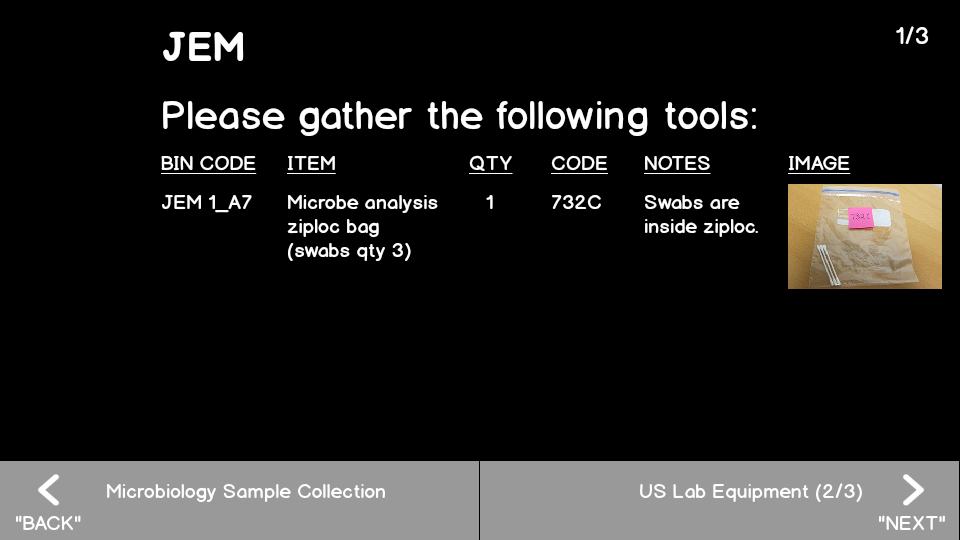 JEM
1/3
Please gather the following tools:
BIN CODE ITEM QTY CODE NOTES IMAGE
JEM 1_A7 Microbe analysis 1 732C Swabs are
ziploc bag inside ziploc.
(swabs qty 3)
732C
Microbiology Sample Collection US Lab Equipment (2/3)
"BACK" "NEXT"